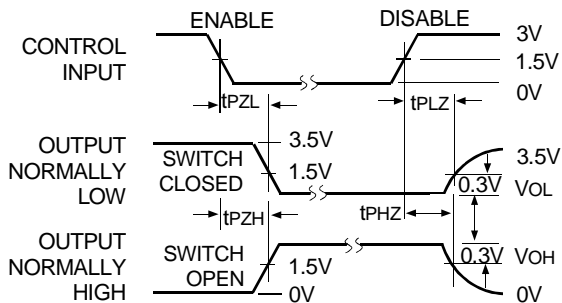 ENABLE
DISABLE
CONTROL
INPUT
3V
1.5V
0V
tPZL
tPLZ
OUTPUT
NORMALLY
LOW
SWITCH
CLOSED
3.5V
1.5V
3.5V
0.3V VOL
tPZH
tPHZ
OUTPUT
NORMALLY
HIGH
SWITCH
OPEN
1.5V
0V
0.3V VOH
0V